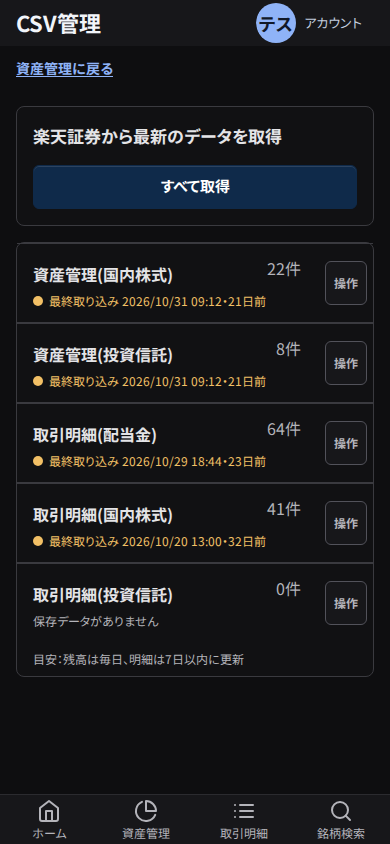 CSV管理
テス アカウント
資産管理に戻る
楽天証券から最新のデータを取得
すべて取得
資産管理(国内株式) 22件 操作
最終取り込み 2026/10/31 09:12・21日前
資産管理(投資信託) 8件 操作
最終取り込み 2026/10/31 09:12・21日前
取引明細(配当金) 64件 操作
最終取り込み 2026/10/29 18:44・23日前
取引明細(国内株式) 41件 操作
最終取り込み 2026/10/20 13:00・32日前
取引明細(投資信託) 0件 操作
保存データがありません
目安:残高は毎日、明細は7日以内に更新
ホーム 資産管理 取引明細 銘柄検索